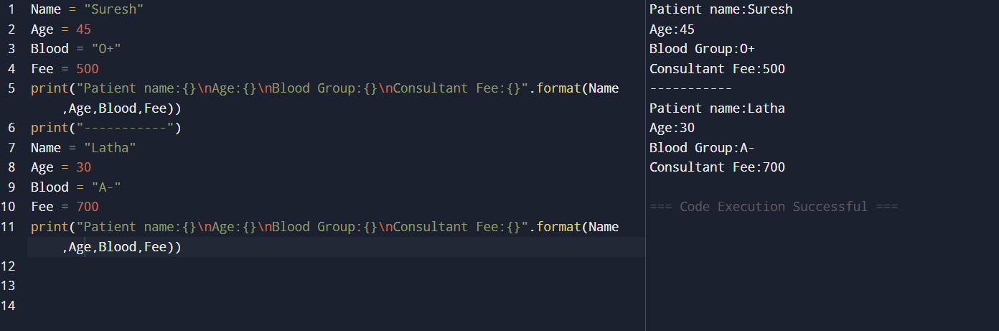 1 Name = "Suresh"
2 Age = 45
3 Blood = "O+"
4 Fee = 500
5 print("Patient name:{}\nAge:{}\nBlood Group:{}\nConsultant Fee:{}".format(Name
,Age,Blood,Fee))
6 print("-----------")
7 Name = "Latha"
8 Age = 30
9 Blood = "A-"
10 Fee = 700
11 print("Patient name:{}\nAge:{}\nBlood Group:{}\nConsultant Fee:{}".format(Name
,Age,Blood,Fee))
12
13
14
Patient name:Suresh
Age:45
Blood Group:O+
Consultant Fee:500
-----------
Patient name:Latha
Age:30
Blood Group:A-
Consultant Fee:700
=== Code Execution Successful ===